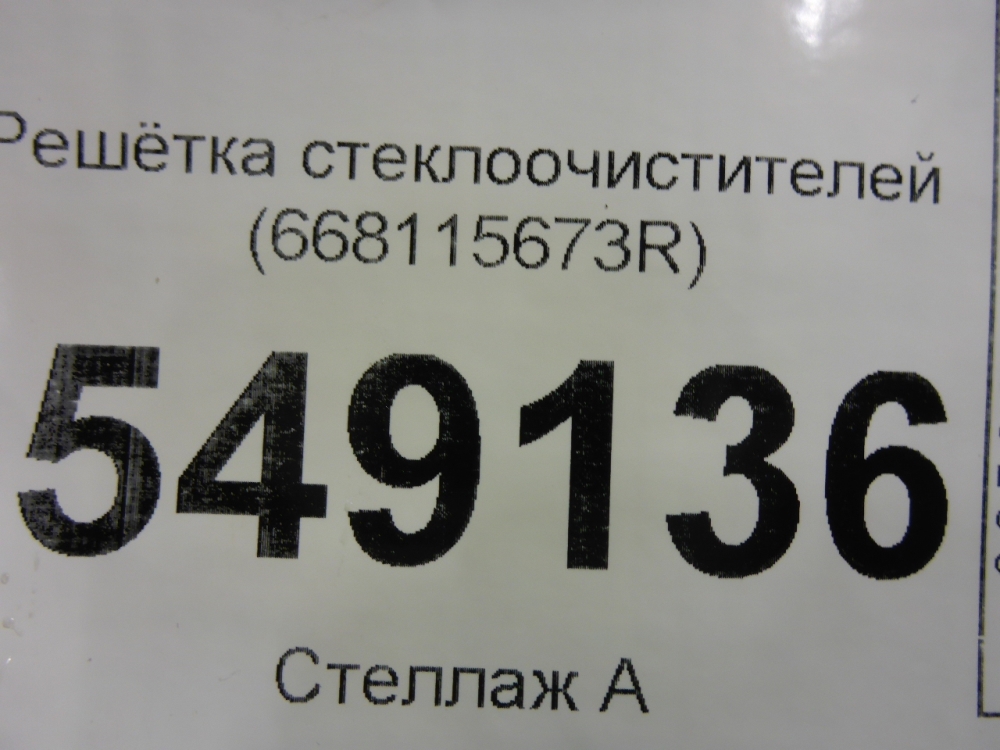 Решётка стеклоочистителей
(668115673R)
549136
Стеллаж А